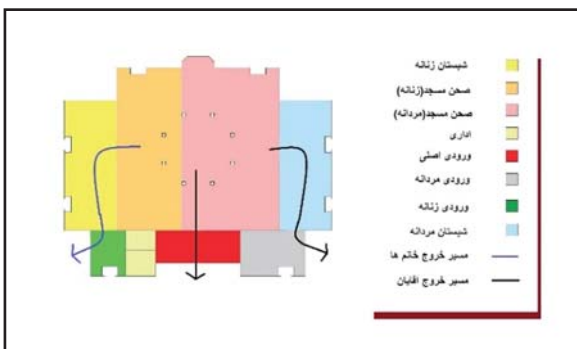 شبستان زنانه
صحن مسجد(زنانه)
صحن مسجد(مردانه)
اداری
ورودی اصلی
ورودی مردانه
ورودی زنانه
شبستان مردانه
مسیر خروج خانم ها
مسیر خروج اقایان